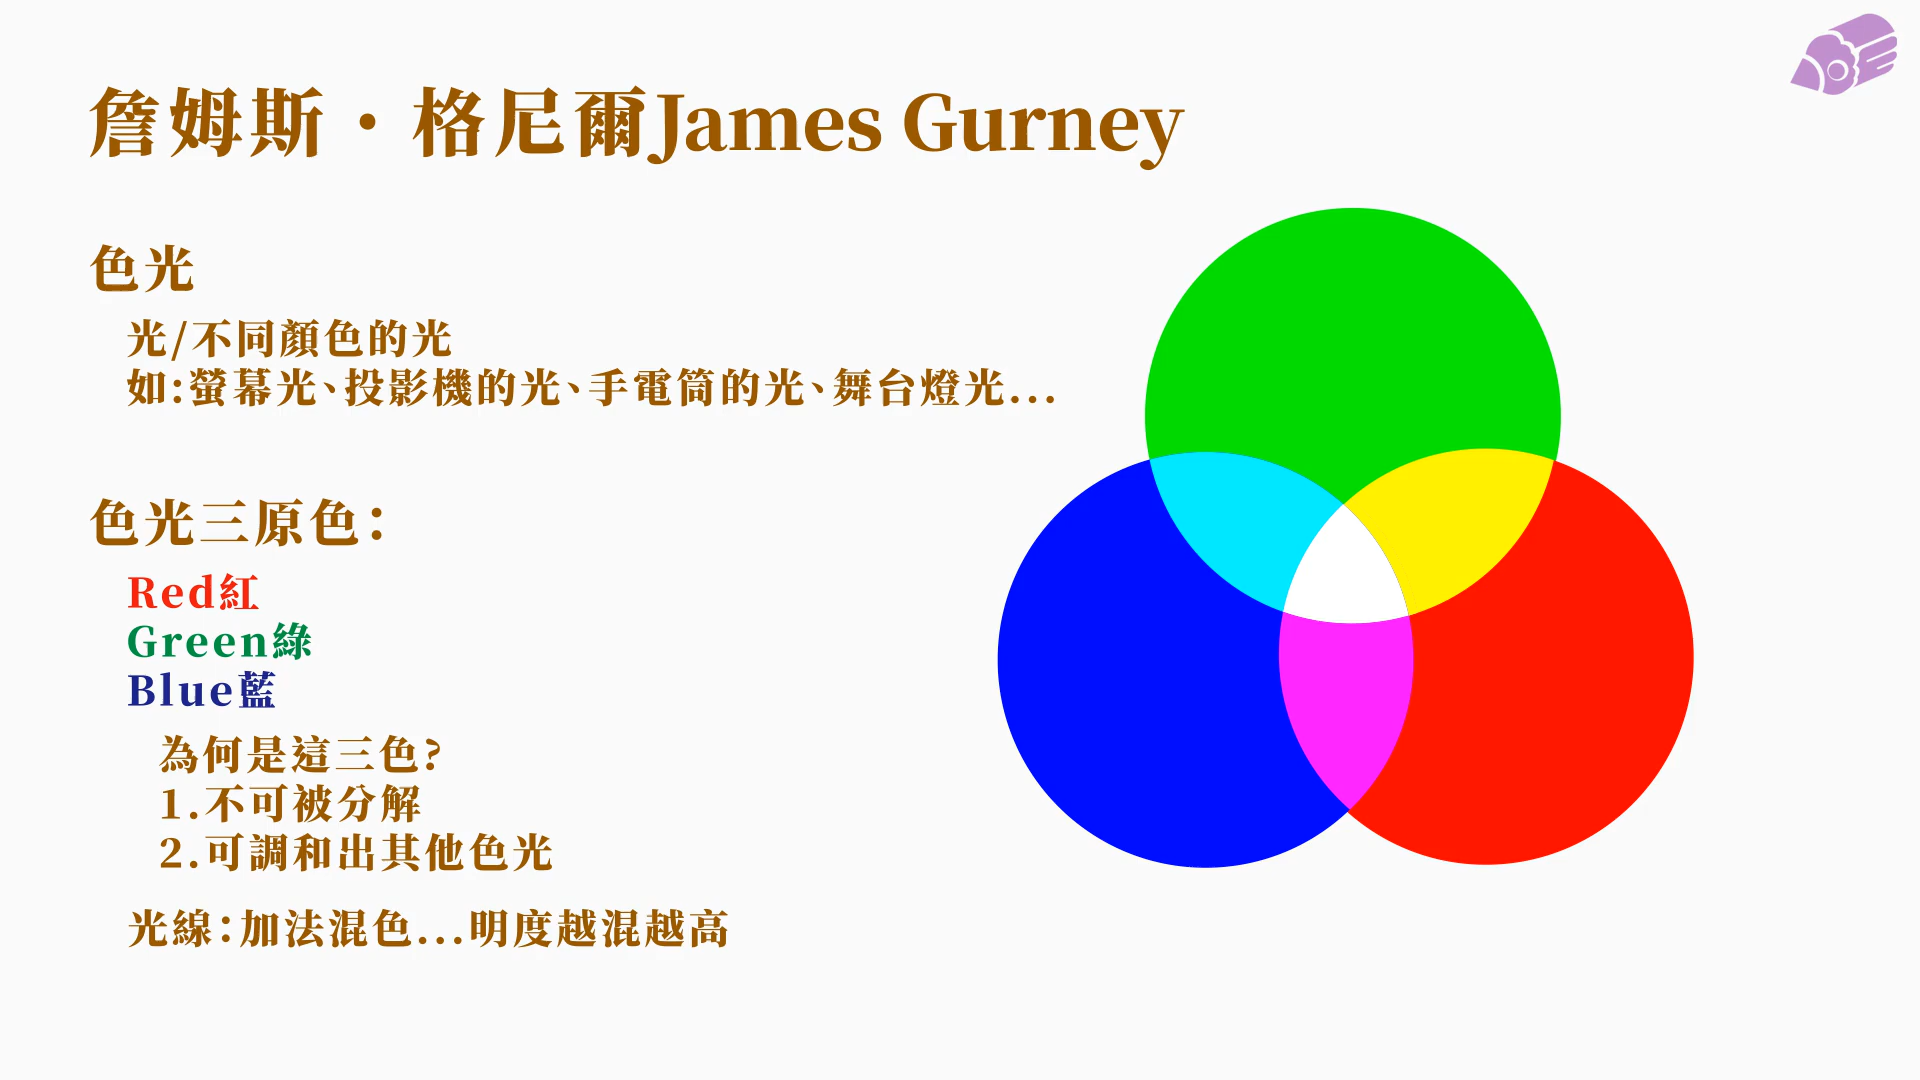 詹姆斯．格尼爾James Gurney
色光
光/不同顏色的光
如:螢幕光、投影機的光、手電筒的光、舞台燈光...
色光三原色：
Red紅
Green綠
Blue藍
為何是這三色?
1.不可被分解
2.可調和出其他色光
光線：加法混色...明度越混越高